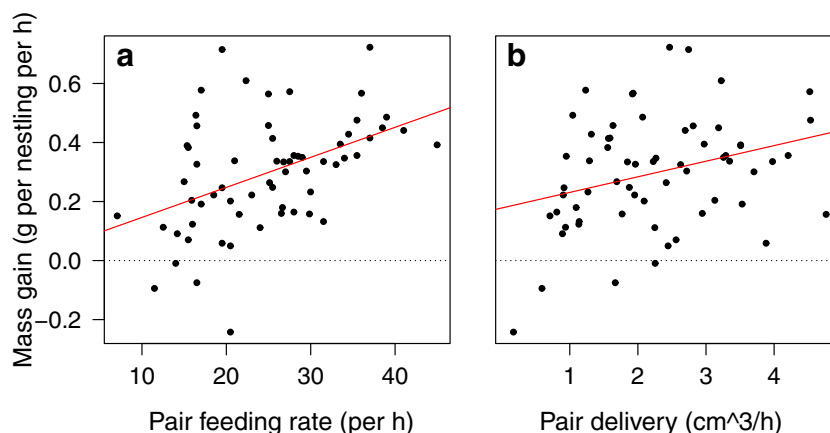 a
b
Mass gain (g per nestling per h)
0.6
0.4
0.2
0.0
−0.2
10 20 30 40
1 2 3 4
Pair feeding rate (per h)
Pair delivery (cm^3/h)